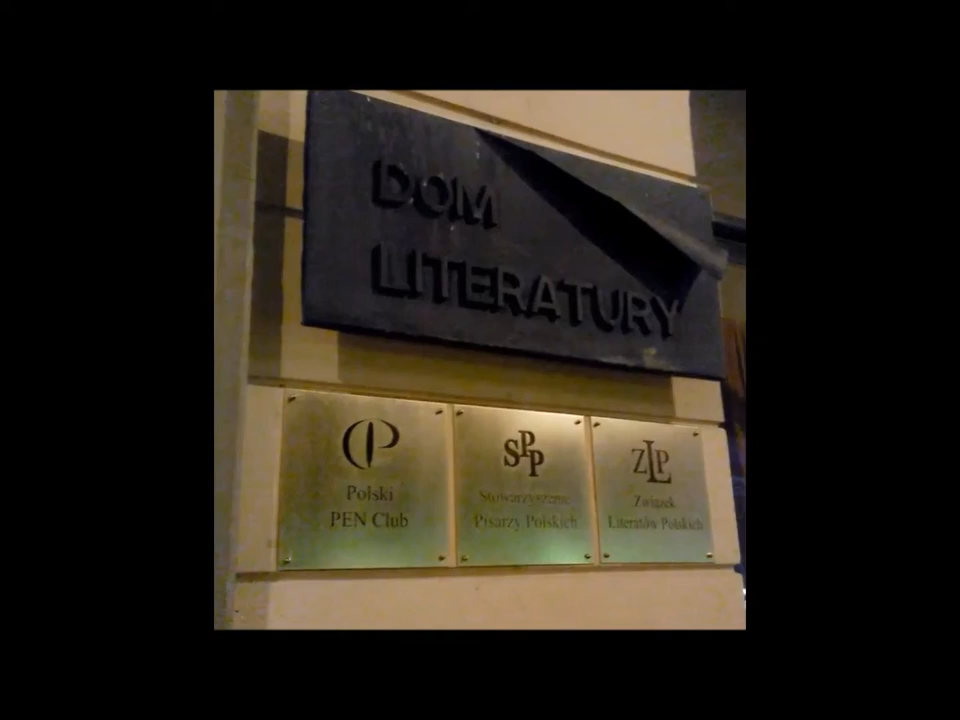 DOM
LITERATURY
P
Polski
PEN Club
SPP
Stowarzyszenie
Pisarzy Polskich
ZLP
Związek
Literatów Polskich